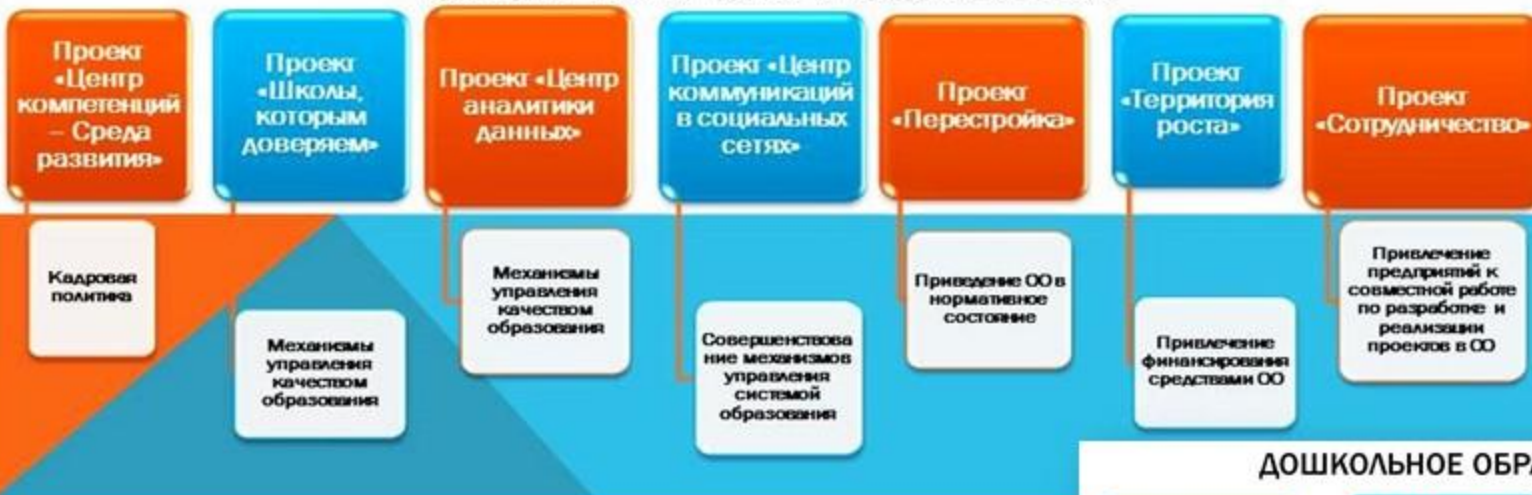 Проект
«Центр
компетенций
– Среда
развития»
Проект
«Школы,
которым
доверяем»
Проект «Центр
аналитики
данных»
Проект «Центр
коммуникаций
в социальных
сетях»
Проект
«Перестройка»
Проект
«Территория
роста»
Проект
«Сотрудничество»
Кадровая
политика
Механизмы
управления
качеством
образования
Механизмы
управления
качеством
образования
Совершенствова
ние механизмов
управления
системой
образования
Приведение ОО в
нормативное
состояние
Привлечение
финансирования
средствами ОО
Привлечение
предприятий к
совместной работе
по разработке и
реализации
проектов в ОО
ДОШКОЛЬНОЕ ОБР